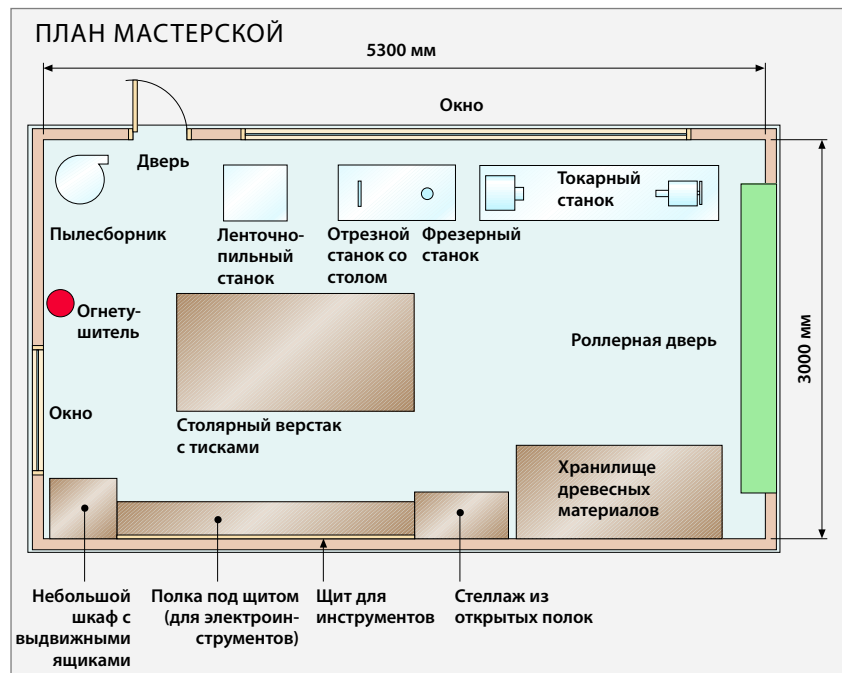 ПЛАН МАСТЕРСКОЙ
5300 мм
Окно
Дверь
Токарный
станок
Пылесборник
Ленточно-
пильный
станок
Отрезной
станок со
столом
Фрезерный
станок
Огнету-
шитель
Роллерная дверь
3000 мм
Окно
Столярный верстак
с тисками
Хранилище
древесных
материалов
Небольшой
шкаф с
выдвижными
ящиками
Полка под щитом
(для электроин-
струментов)
Щит для
инструментов
Стеллаж из
открытых полок